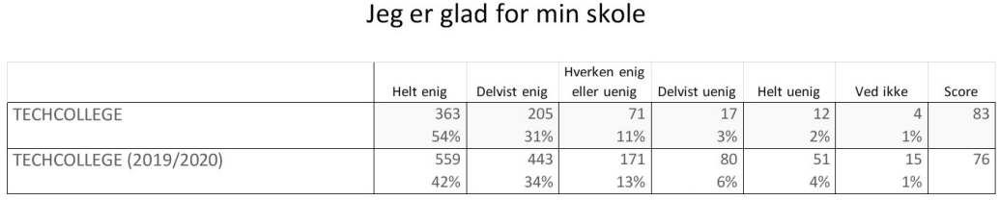 Jeg er glad for min skole
Hverken enig
Helt enig Delvist enig eller uenig Delvist uenig Helt uenig Ved ikke Score
TECHCOLLEGE 363 205 71 17 12 4 83
54% 31% 11% 3% 2% 1%
TECHCOLLEGE (2019/2020) 559 443 171 80 51 15 76
42% 34% 13% 6% 4% 1%